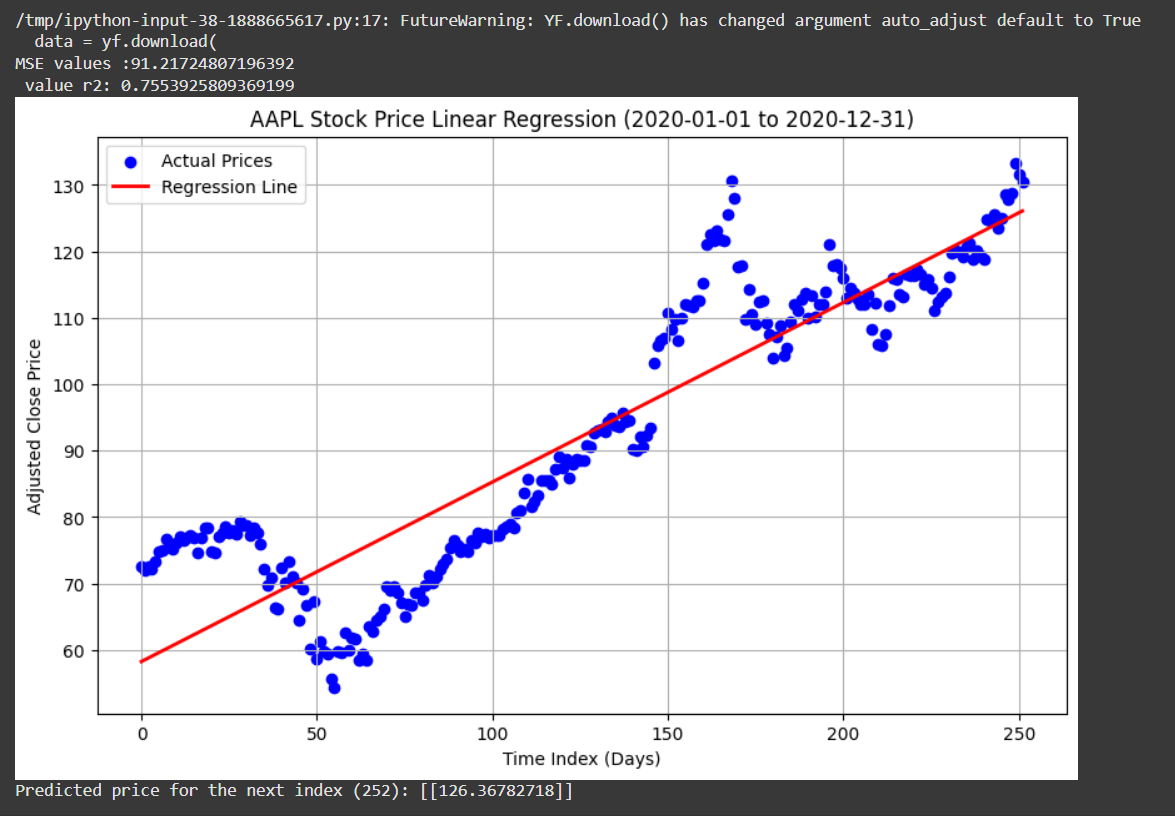 /tmp/ipython-input-38-1888665617.py:17: FutureWarning: YF.download() has changed argument auto_adjust default to True
  data = yf.download(
MSE values :91.21724807196392
 value r2: 0.7553925809369199
AAPL Stock Price Linear Regression (2020-01-01 to 2020-12-31)
Actual Prices
Regression Line
130
120
110
100
90
80
70
60
Adjusted Close Price
0 50 100 150 200 250
Time Index (Days)
Predicted price for the next index (252): [[126.36782718]]